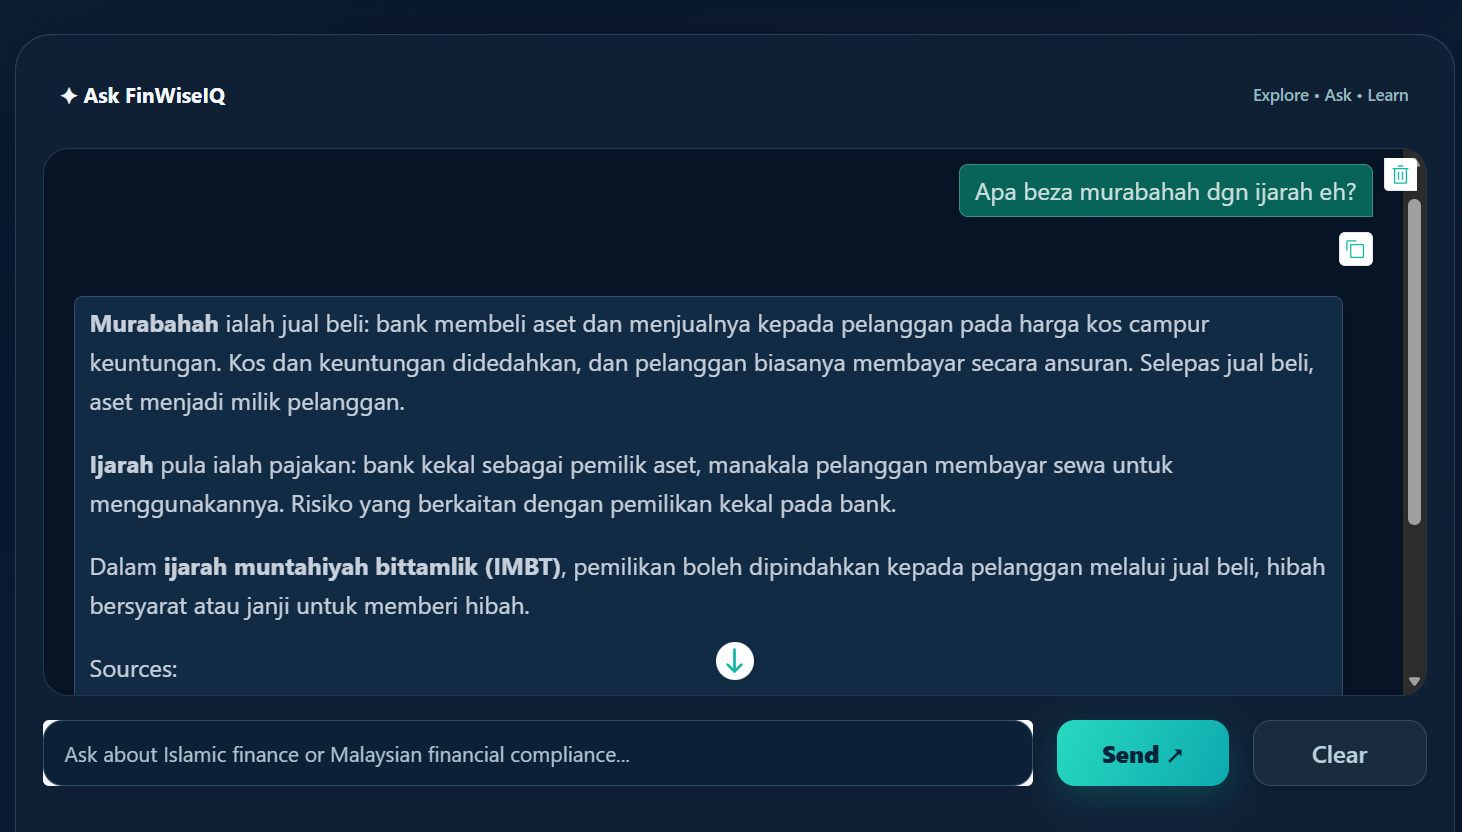 ✦ Ask FinWiseIQ
Explore • Ask • Learn
Apa beza murabahah dgn ijarah eh?
Murabahah ialah jual beli: bank membeli aset dan menjualnya kepada pelanggan pada harga kos campur
keuntungan. Kos dan keuntungan didedahkan, dan pelanggan biasanya membayar secara ansuran. Selepas jual beli,
aset menjadi milik pelanggan.
Ijarah pula ialah pajakan: bank kekal sebagai pemilik aset, manakala pelanggan membayar sewa untuk
menggunakannya. Risiko yang berkaitan dengan pemilikan kekal pada bank.
Dalam ijarah muntahiyah bittamlik (IMBT), pemilikan boleh dipindahkan kepada pelanggan melalui jual beli, hibah
bersyarat atau janji untuk memberi hibah.
Sources:
Ask about Islamic finance or Malaysian financial compliance...
Send ↗
Clear